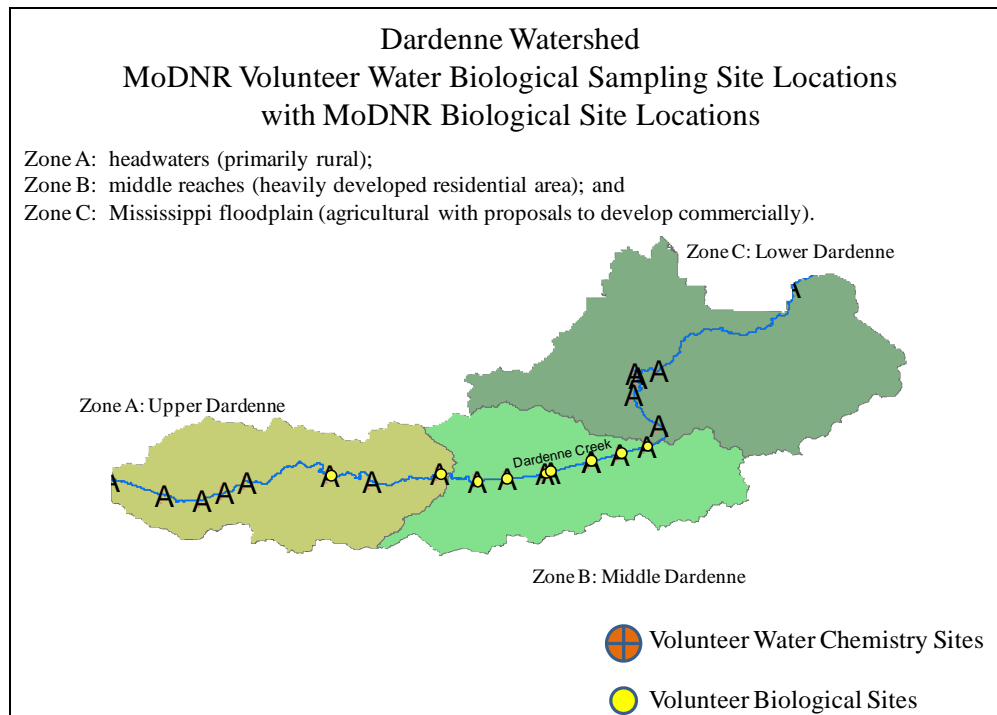 Dardenne Watershed
MoDNR Volunteer Water Biological Sampling Site Locations
with MoDNR Biological Site Locations
Zone A: headwaters (primarily rural);
Zone B: middle reaches (heavily developed residential area); and
Zone C: Mississippi floodplain (agricultural with proposals to develop commercially).
Zone C: Lower Dardenne
A
A A A
A
Zone A: Upper Dardenne
A
Dardenne Creek
A A A A A A A A A A A A A A A A
Zone B: Middle Dardenne
Volunteer Water Chemistry Sites
Volunteer Biological Sites